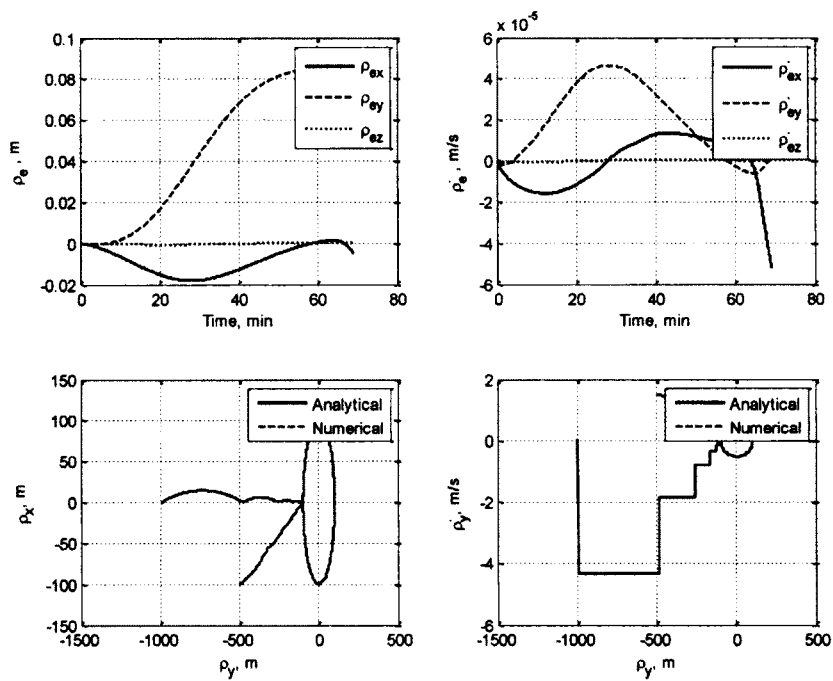 0.1
0.08
0.06
0.04
0.02
0
-0.02
ρe, m
0 20 40 60 80
Time, min
ρex
ρey
ρez
x 10^-5
6
4
2
0
-2
-4
-6
ρ̇e, m/s
0 20 40 60 80
Time, min
ρ̇ex
ρ̇ey
ρ̇ez
150
100
50
0
-50
-100
-150
ρx, m
-1500 -1000 -500 0 500
ρy, m
Analytical
Numerical
2
0
-2
-4
-6
ρ̇y, m/s
-1500 -1000 -500 0 500
ρy, m
Analytical
Numerical